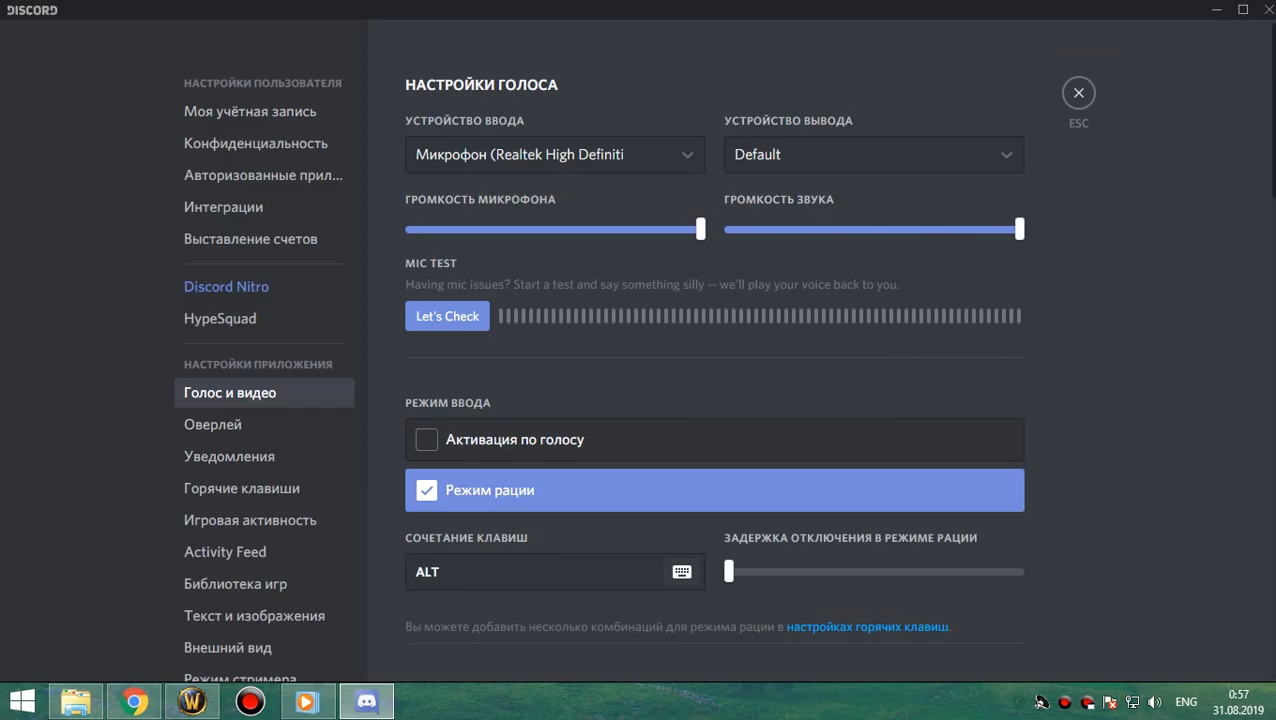 DISCORD
НАСТРОЙКИ ПОЛЬЗОВАТЕЛЯ
Моя учётная запись
Конфиденциальность
Авторизованные прил...
Интеграции
Выставление счетов
Discord Nitro
HypeSquad
НАСТРОЙКИ ПРИЛОЖЕНИЯ
Голос и видео
Оверлей
Уведомления
Горячие клавиши
Игровая активность
Activity Feed
Библиотека игр
Текст и изображения
Внешний вид
Режим стримера
НАСТРОЙКИ ГОЛОСА
УСТРОЙСТВО ВВОДА
Микрофон (Realtek High Definiti
УСТРОЙСТВО ВЫВОДА
Default
ГРОМКОСТЬ МИКРОФОНА
ГРОМКОСТЬ ЗВУКА
MIC TEST
Having mic issues? Start a test and say something silly -- we'll play your voice back to you.
Let's Check
РЕЖИМ ВВОДА
Активация по голосу
Режим рации
СОЧЕТАНИЕ КЛАВИШ
ALT
ЗАДЕРЖКА ОТКЛЮЧЕНИЯ В РЕЖИМЕ РАЦИИ
Вы можете добавить несколько комбинаций для режима рации в настройках горячих клавиш.
ESC
ENG
0:57
31.08.2019